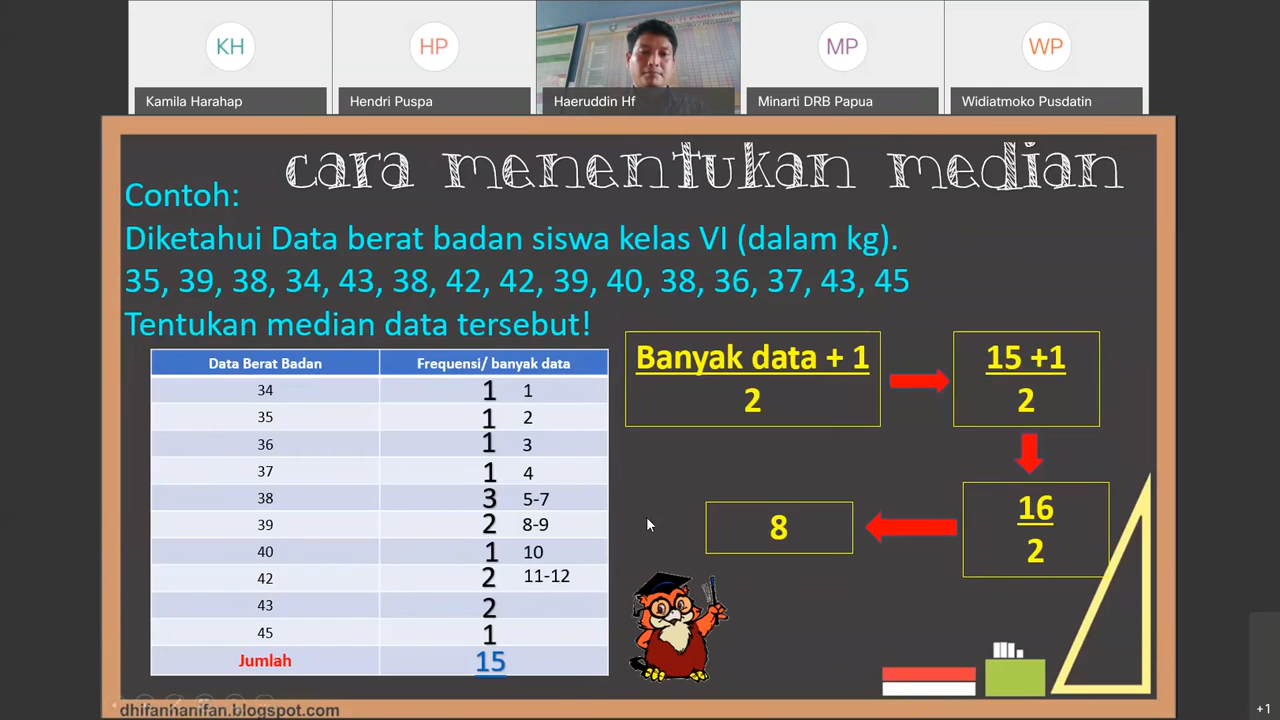 KH
HP
MP
WP
Kamila Harahap
Hendri Puspa
Haeruddin Hf
Minarti DRB Papua
Widiatmoko Pusdatin
cara menentukan median
Contoh:
Diketahui Data berat badan siswa kelas VI (dalam kg).
35, 39, 38, 34, 43, 38, 42, 42, 39, 40, 38, 36, 37, 43, 45
Tentukan median data tersebut!
Data Berat Badan Frequensi/ banyak data
34 1 1
35 1 2
36 1 3
37 1 4
38 3 5-7
39 2 8-9
40 1 10
42 2 11-12
43 2
45 1
Jumlah 15
Banyak data + 1
2
15 +1
2
16
2
8
dhifanhanifan.blogspot.com
+1